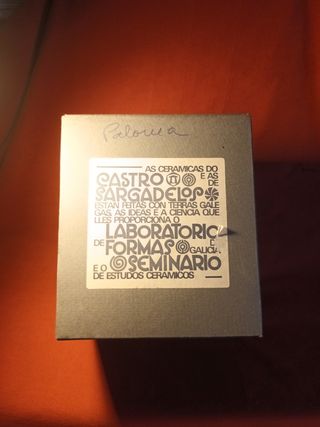 Paloma
AS CERAMICAS DO
CASTRO E AS
SARGADELOS DE
ESTAN FEITAS CON TERRAS GALE
GAS, AS IDEAS E A CIENCIA QUE
LLES PROPORCIONA O
LABORATORIO
DE FORMAS DE
GALICIA
E O SEMINARIO
DE ESTUDOS CERAMICOS